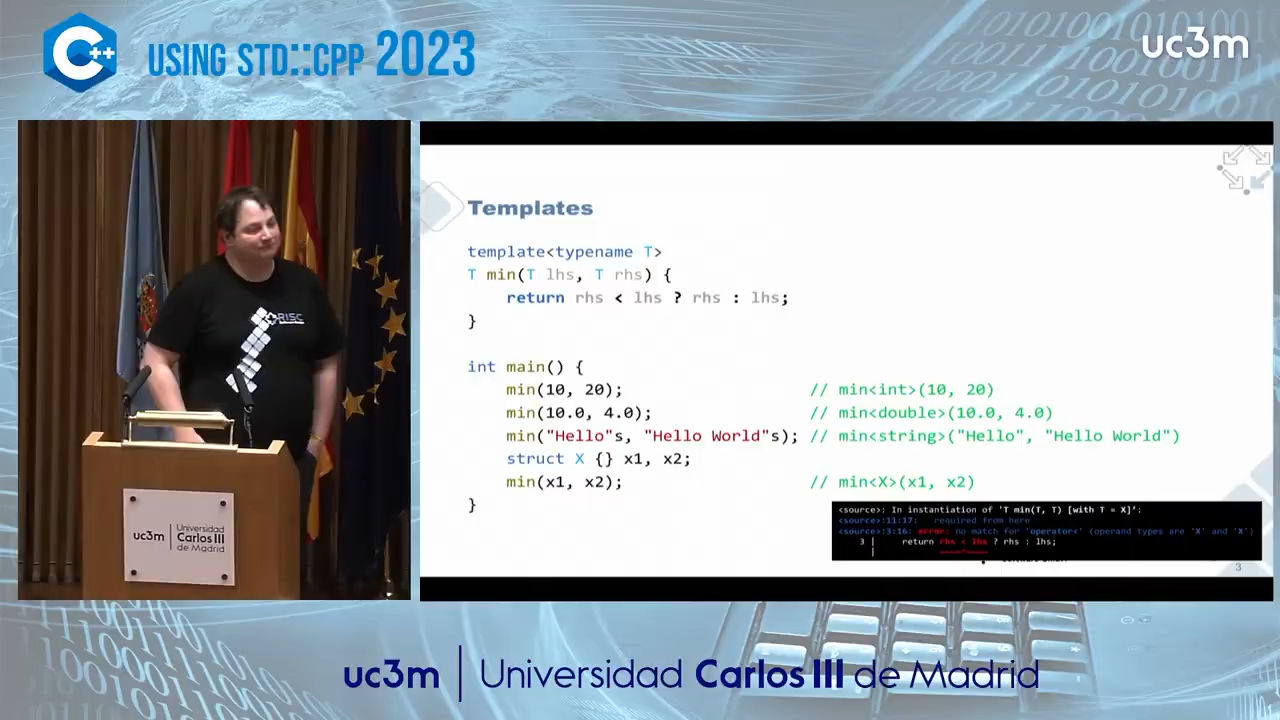 C++
USING STD::CPP 2023
uc3m
RISC
uc3m
Universidad
Carlos III
de Madrid
Templates
template<typename T>
T min(T lhs, T rhs) {
return rhs < lhs ? rhs : lhs;
}
int main() {
min(10, 20); // min<int>(10, 20)
min(10.0, 4.0); // min<double>(10.0, 4.0)
min("Hello"s, "Hello World"s); // min<string>("Hello", "Hello World")
struct X {} x1, x2;
min(x1, x2); // min<X>(x1, x2)
}
<source>: In instantiation of 'T min(T, T) [with T = X]':
<source>:11:17: required from here
<source>:3:16: error: no match for 'operator<' (operand types are 'X' and 'X')
3 | return rhs < lhs ? rhs : lhs;
3
uc3m | Universidad Carlos III de Madrid